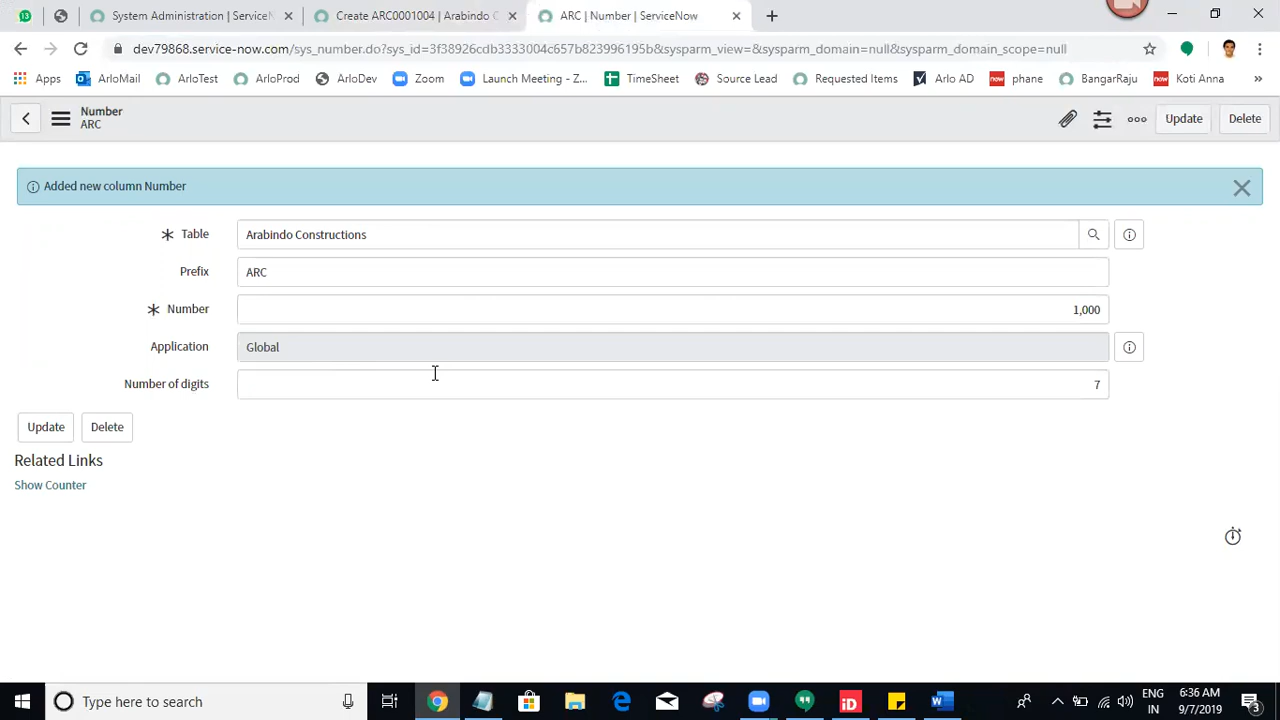 System Administration | ServiceN
Create ARC0001004 | Arabindo C
ARC | Number | ServiceNow
dev79868.service-now.com/sys_number.do?sys_id=3f38926cdb3333004c657b823996195b&sysparm_view=&sysparm_domain=null&sysparm_domain_scope=null
Apps
ArloMail
ArloTest
ArloProd
ArloDev
Zoom
Launch Meeting - Z...
TimeSheet
Source Lead
Requested Items
Arlo AD
now phane
BangarRaju
now Koti Anna
»
Number
ARC
Update
Delete
Added new column Number
Table
Arabindo Constructions
Prefix
ARC
Number
1,000
Application
Global
Number of digits
7
Update
Delete
Related Links
Show Counter
Type here to search
iD
ENG
IN
6:36 AM
9/7/2019
3